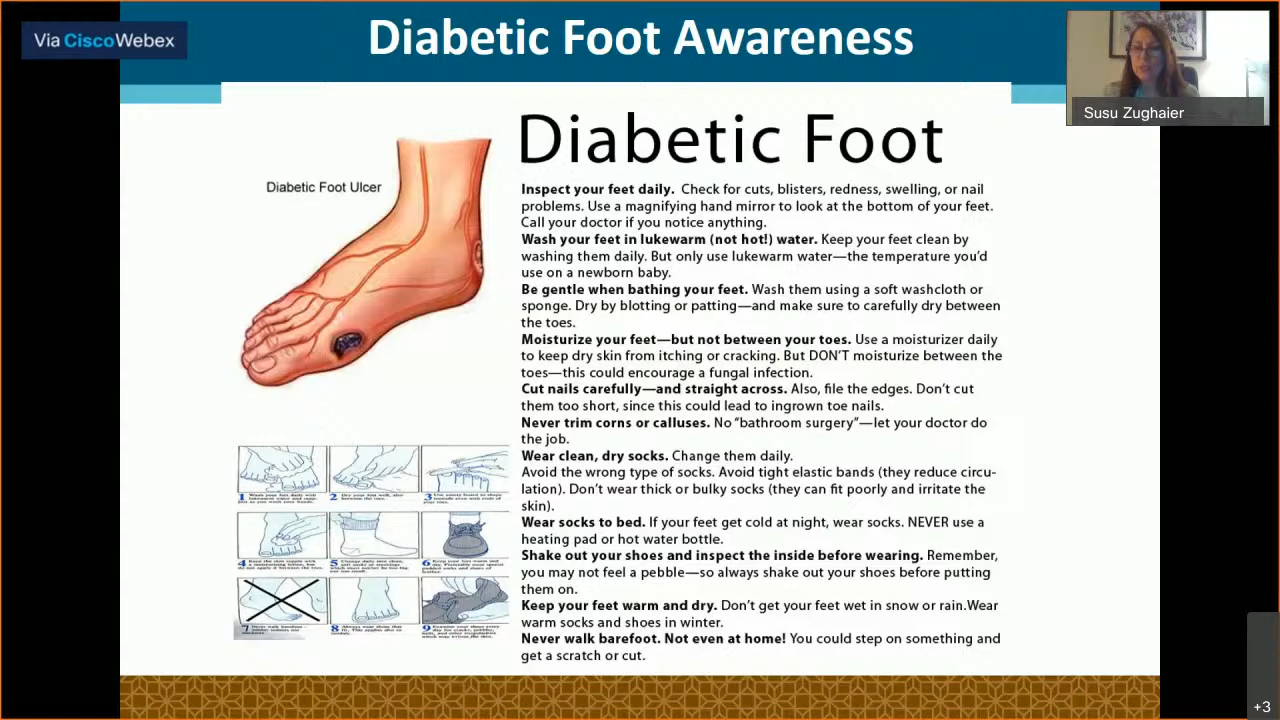 Via CiscoWebex
Diabetic Foot Awareness
Susu Zughaier
Diabetic Foot Ulcer
Diabetic Foot
Inspect your feet daily. Check for cuts, blisters, redness, swelling, or nail
problems. Use a magnifying hand mirror to look at the bottom of your feet.
Call your doctor if you notice anything.
Wash your feet in lukewarm (not hot!) water. Keep your feet clean by
washing them daily. But only use lukewarm water—the temperature you'd
use on a newborn baby.
Be gentle when bathing your feet. Wash them using a soft washcloth or
sponge. Dry by blotting or patting—and make sure to carefully dry between
the toes.
Moisturize your feet—but not between your toes. Use a moisturizer daily
to keep dry skin from itching or cracking. But DON'T moisturize between the
toes—this could encourage a fungal infection.
Cut nails carefully—and straight across. Also, file the edges. Don't cut
them too short, since this could lead to ingrown toe nails.
Never trim corns or calluses. No "bathroom surgery"—let your doctor do
the job.
Wear clean, dry socks. Change them daily.
Avoid the wrong type of socks. Avoid tight elastic bands (they reduce circu-
lation). Don't wear thick or bulky socks (they can fit poorly and irritate the
skin).
Wear socks to bed. If your feet get cold at night, wear socks. NEVER use a
heating pad or hot water bottle.
Shake out your shoes and inspect the inside before wearing. Remember,
you may not feel a pebble—so always shake out your shoes before putting
them on.
Keep your feet warm and dry. Don't get your feet wet in snow or rain.Wear
warm socks and shoes in winter.
Never walk barefoot. Not even at home! You could step on something and
get a scratch or cut.
1
2
3
4
5
6
7
8
9
+3